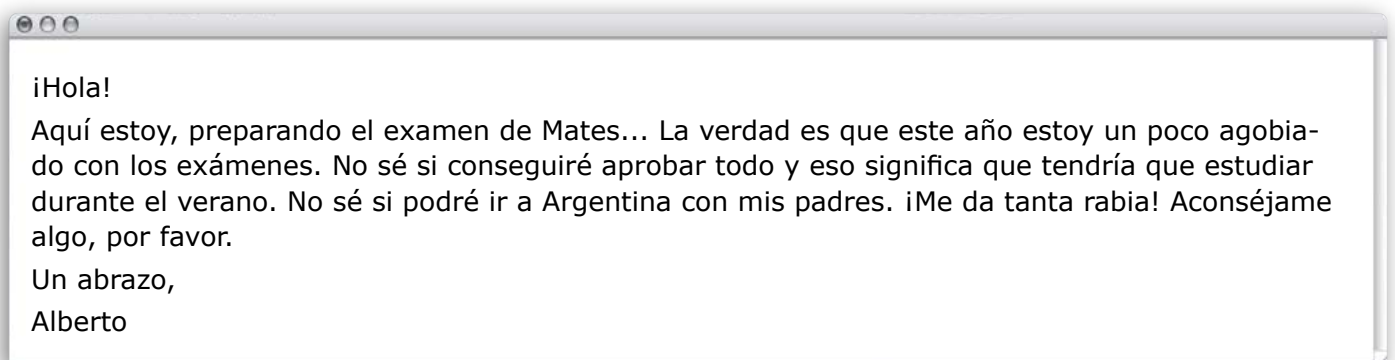 ¡Hola!
Aquí estoy, preparando el examen de Mates... La verdad es que este año estoy un poco agobia-
do con los exámenes. No sé si conseguiré aprobar todo y eso significa que tendría que estudiar
durante el verano. No sé si podré ir a Argentina con mis padres. ¡Me da tanta rabia! Aconséjame
algo, por favor.
Un abrazo,
Alberto